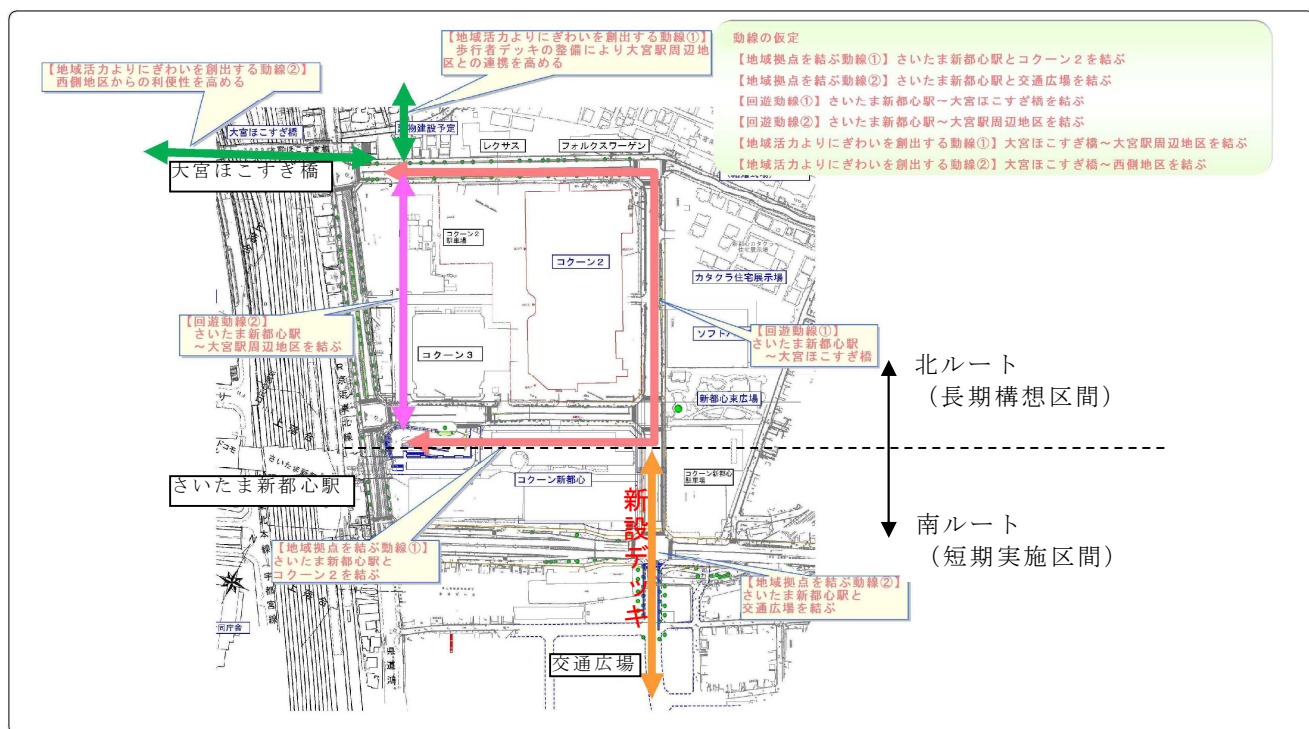 【地域活力よりにぎわいを創出する動線①】
歩行者デッキの整備により大宮駅周辺地
区との連携を高める
動線の仮定
【地域拠点を結ぶ動線①】さいたま新都心駅とコクーン2を結ぶ
【地域拠点を結ぶ動線②】さいたま新都心駅と交通広場を結ぶ
【回遊動線①】さいたま新都心駅～大宮ほこすぎ橋を結ぶ
【回遊動線②】さいたま新都心駅～大宮駅周辺地区を結ぶ
【地域活力よりにぎわいを創出する動線①】大宮ほこすぎ橋～大宮駅周辺地区を結ぶ
【地域活力よりにぎわいを創出する動線②】大宮ほこすぎ橋～西側地区を結ぶ
【地域活力よりにぎわいを創出する動線②】
西側地区からの利便性を高める
大宮ほこすぎ橋
物建設予定
レクサス
フォルクスワーゲン
大宮ほこすぎ橋
コクーン2
駐車場
コクーン2
カタクラ住宅展示場
【回遊動線②】
さいたま新都心駅
～大宮駅周辺地区を結ぶ
【回遊動線①】
さいたま新都心駅
～大宮ほこすぎ橋
ソフト
コクーン3
新都心東広場
北ルート
（長期構想区間）
さいたま新都心駅
コクーン新都心
コクーン新都心
駐車場
新設デッキ
南ルート
（短期実施区間）
【地域拠点を結ぶ動線①】
さいたま新都心駅と
コクーン2を結ぶ
【地域拠点を結ぶ動線②】
さいたま新都心駅と
交通広場を結ぶ
同庁舎
県道鴻
交通広場